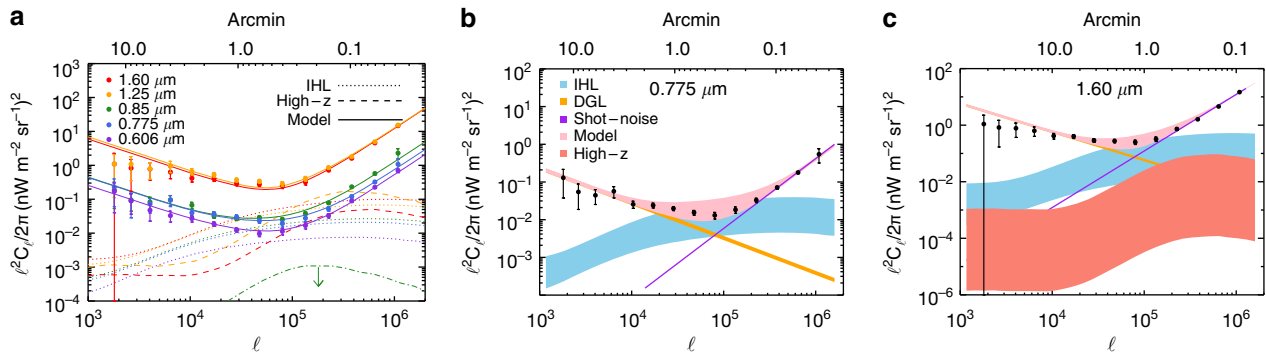 a
Arcmin
10.0 1.0 0.1
1.60 μm
1.25 μm
0.85 μm
0.775 μm
0.606 μm
IHL
High−z
Model
ℓ²Cℓ/2π (nW m⁻² sr⁻¹)²
10³
10²
10¹
10⁰
10⁻¹
10⁻²
10⁻³
10⁻⁴
10³ 10⁴ 10⁵ 10⁶
ℓ
b
Arcmin
10.0 1.0 0.1
IHL
DGL
Shot−noise
Model
High−z
0.775 μm
ℓ²Cℓ/2π (nW m⁻² sr⁻¹)²
10²
10¹
10⁰
10⁻¹
10⁻²
10⁻³
10⁻⁴
10³ 10⁴ 10⁵ 10⁶
ℓ
c
Arcmin
10.0 1.0 0.1
1.60 μm
ℓ²Cℓ/2π (nW m⁻² sr⁻¹)²
10²
10⁰
10⁻²
10⁻⁴
10⁻⁶
10³ 10⁴ 10⁵ 10⁶
ℓ